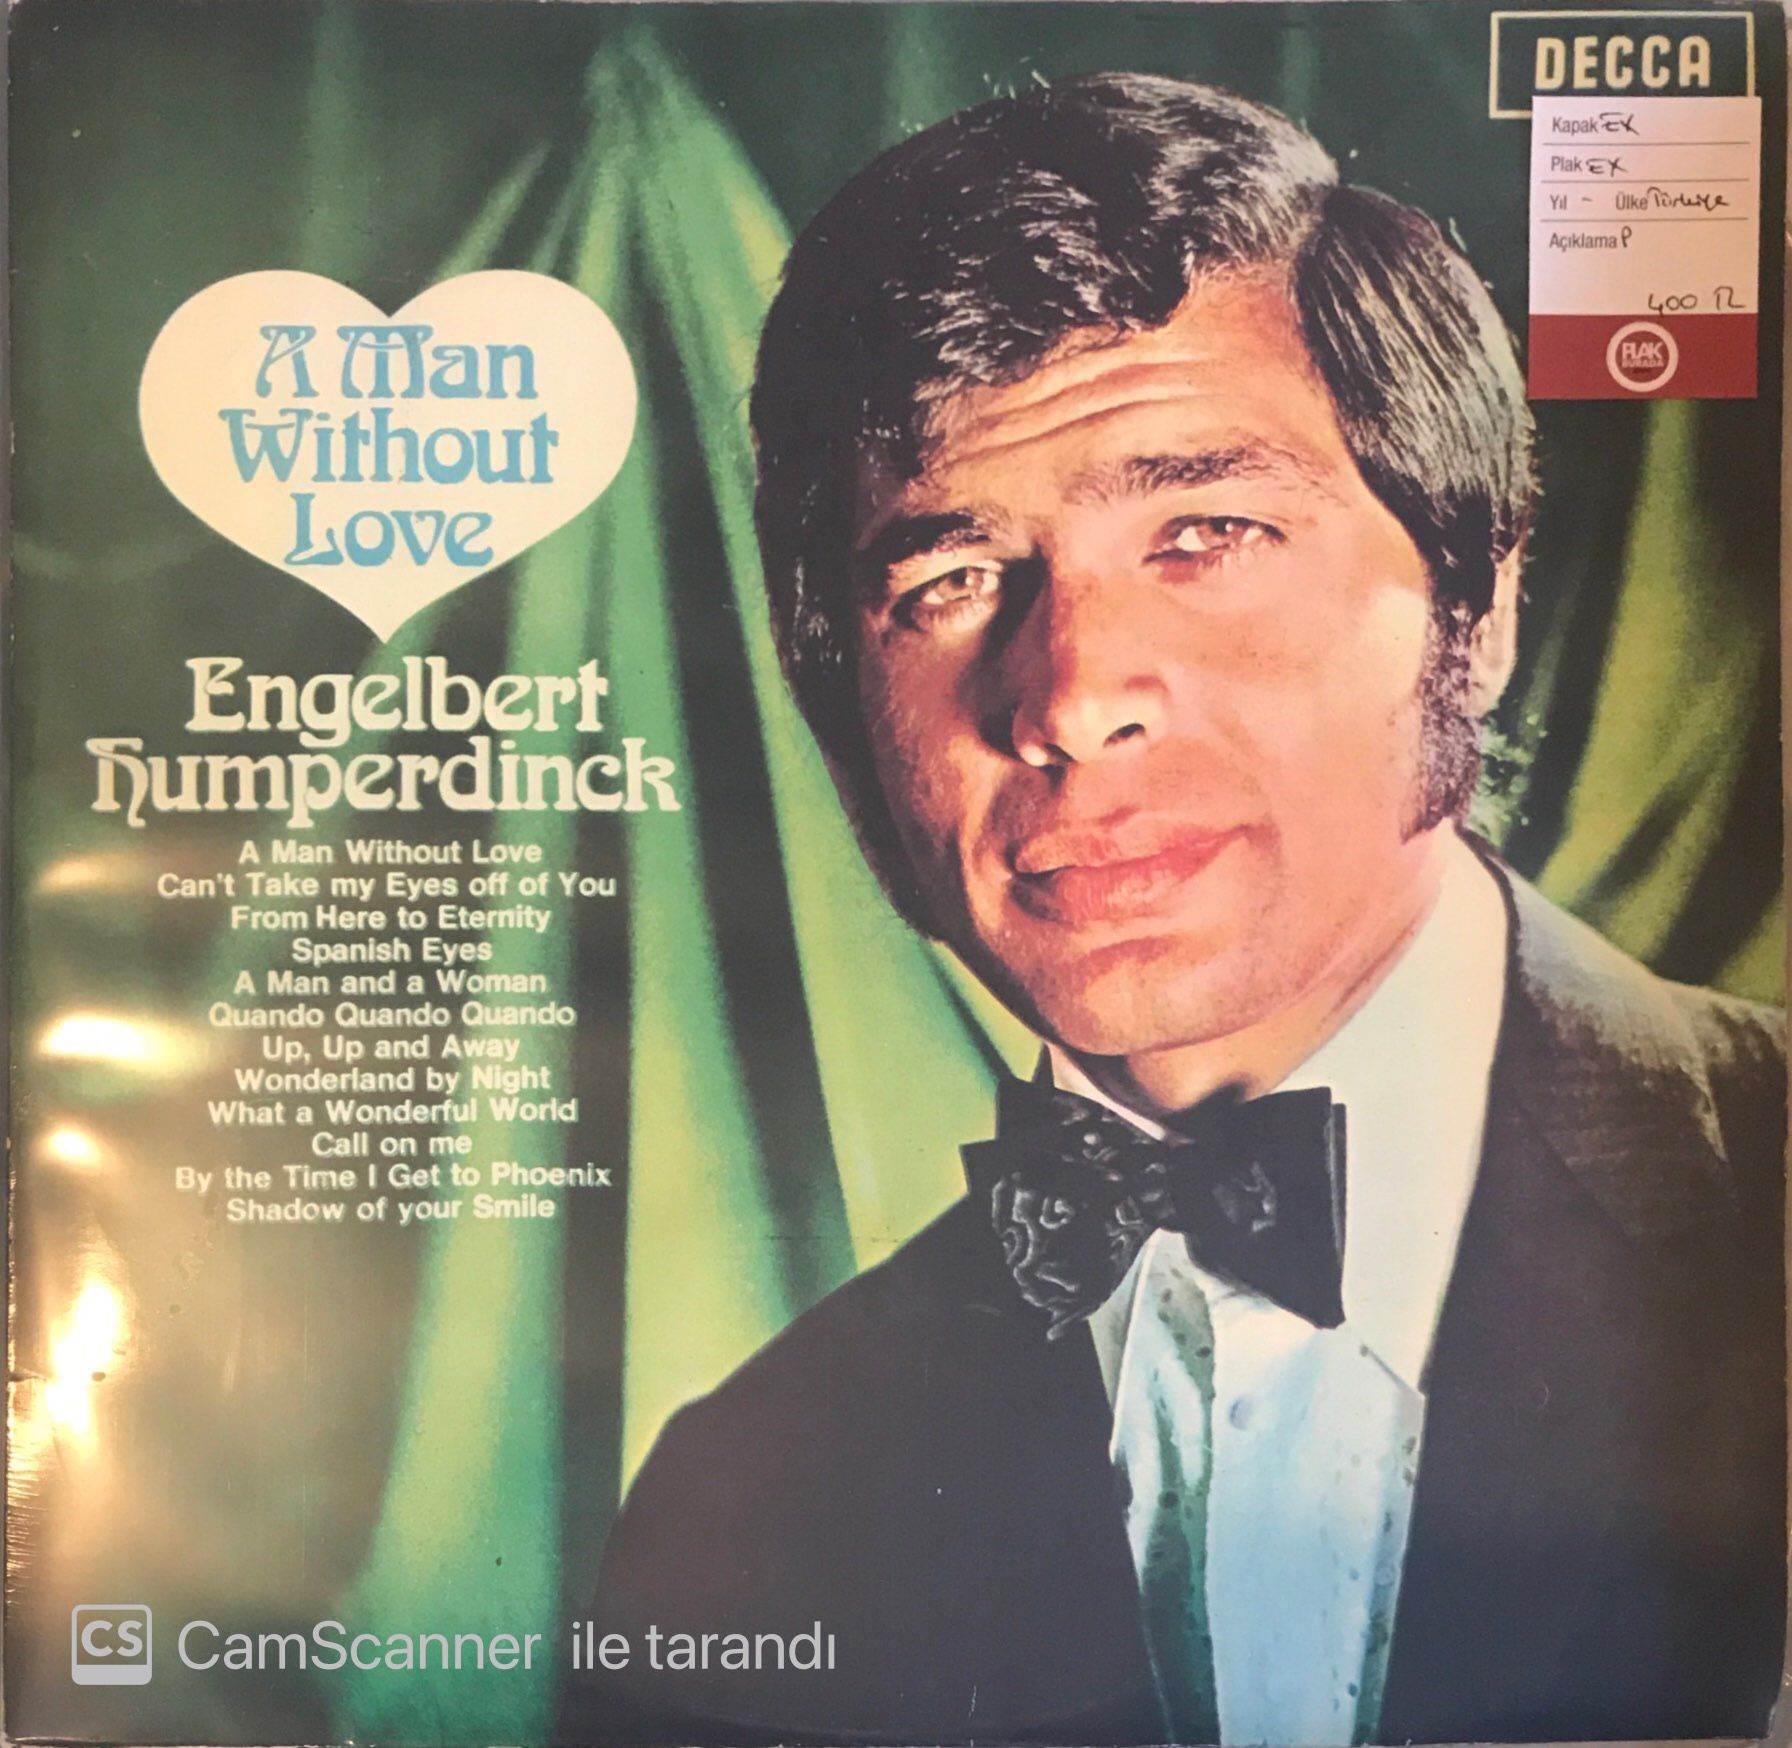 DECCA
Kapak EX
Plak EX
Yıl - Ülke Türkiye
Açıklama P
400 TL
PLAK
BURADA
A Man
Without
Love
Engelbert
Humperdinck
A Man Without Love
Can't Take my Eyes off of You
From Here to Eternity
Spanish Eyes
A Man and a Woman
Quando Quando Quando
Up, Up and Away
Wonderland by Night
What a Wonderful World
Call on me
By the Time I Get to Phoenix
Shadow of your Smile
CS CamScanner ile tarandı